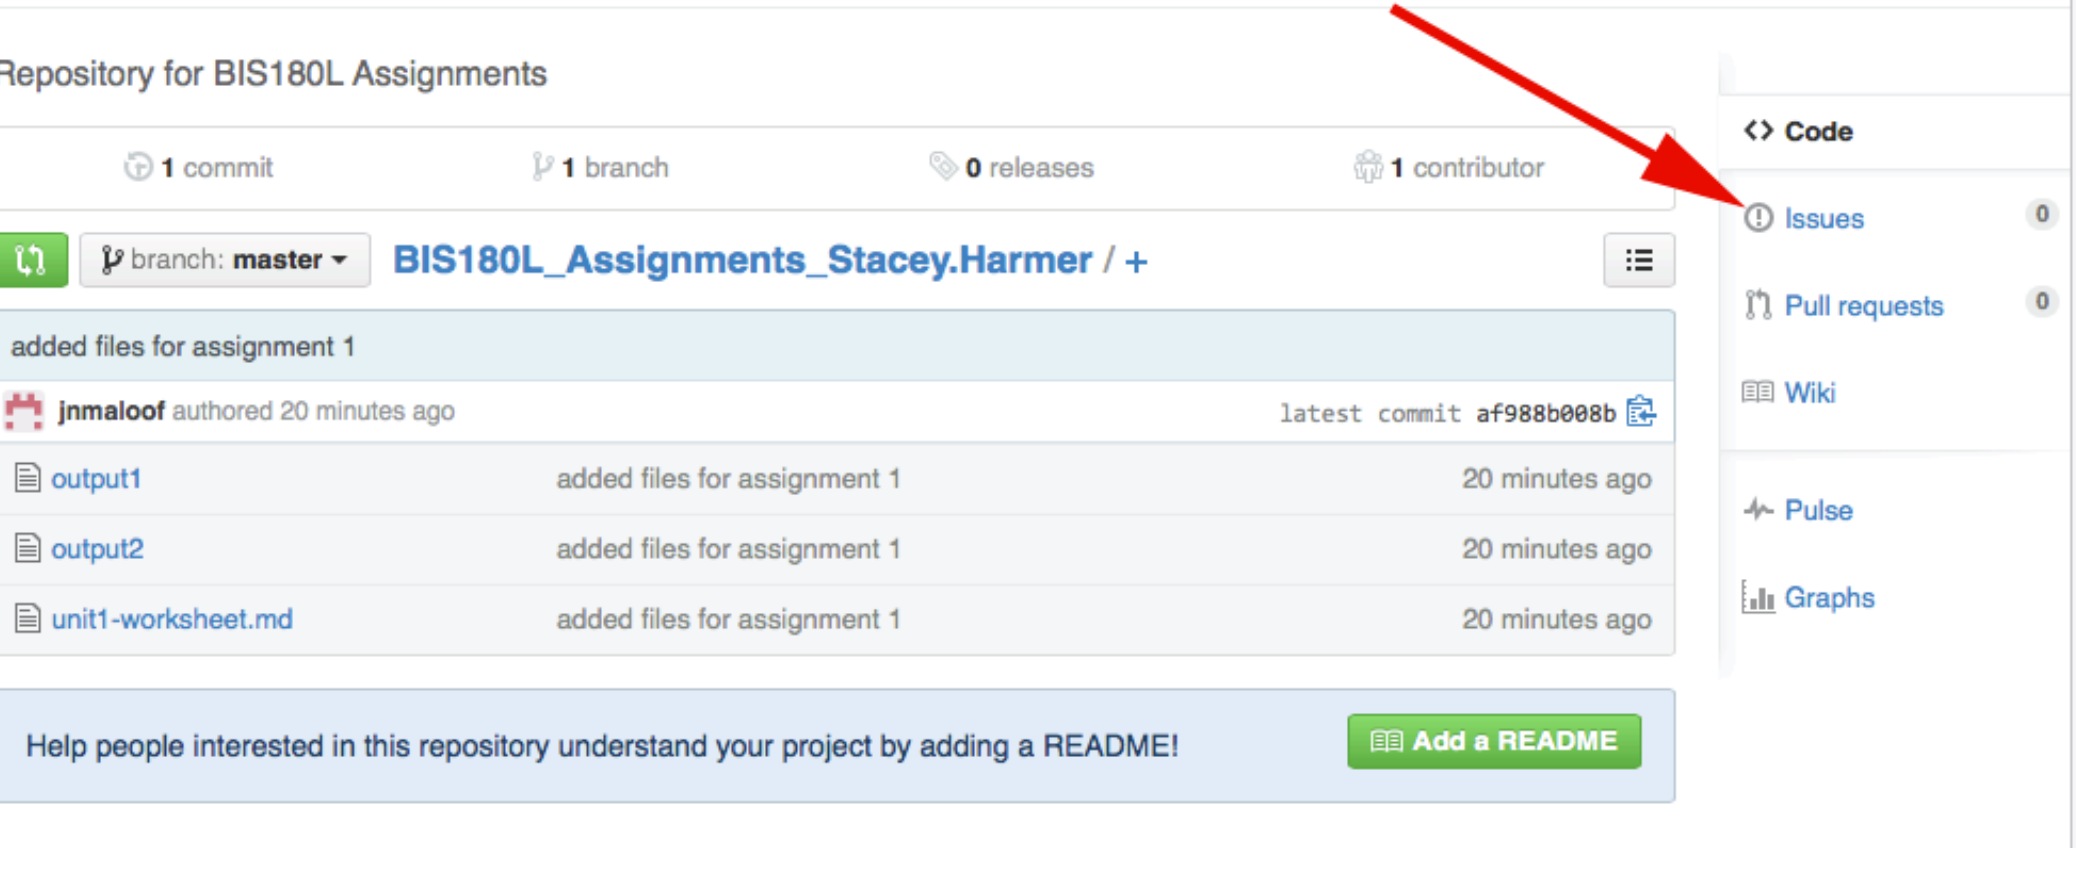 Repository for BIS180L Assignments
1 commit
1 branch
0 releases
1 contributor
branch: master
BIS180L_Assignments_Stacey.Harmer / +
added files for assignment 1
jnmaloof authored 20 minutes ago
latest commit af988b008b
output1 added files for assignment 1 20 minutes ago
output2 added files for assignment 1 20 minutes ago
unit1-worksheet.md added files for assignment 1 20 minutes ago
Help people interested in this repository understand your project by adding a README!
Add a README
Code
Issues 0
Pull requests 0
Wiki
Pulse
Graphs